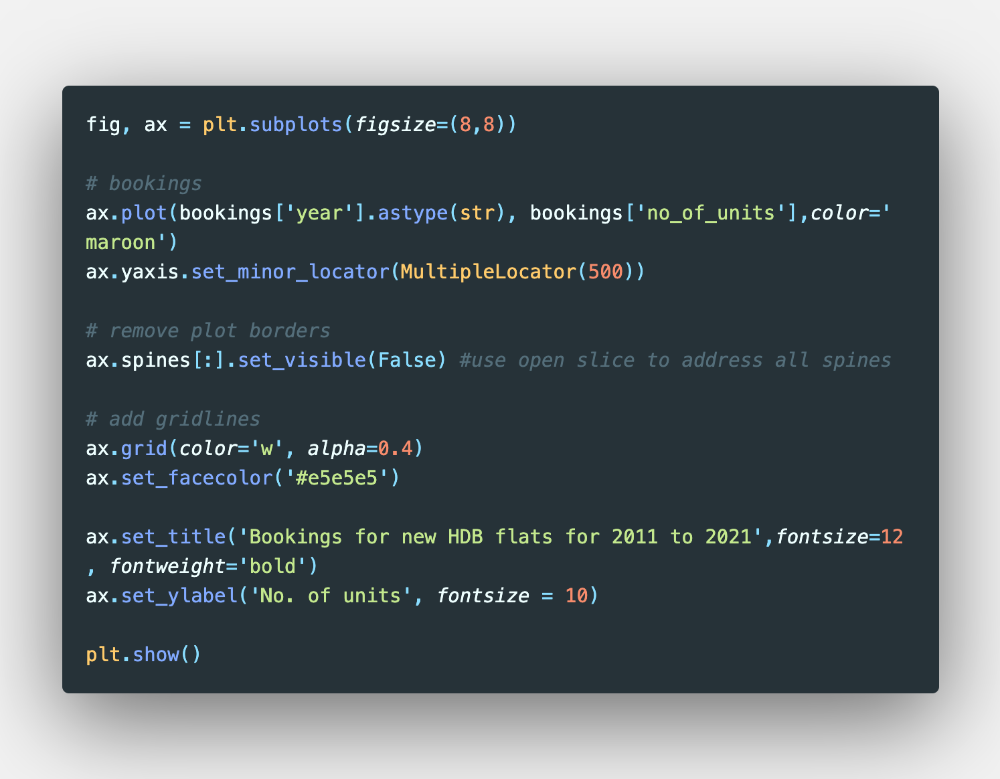 fig, ax = plt.subplots(figsize=(8,8))
# bookings
ax.plot(bookings['year'].astype(str), bookings['no_of_units'],color='
maroon')
ax.yaxis.set_minor_locator(MultipleLocator(500))
# remove plot borders
ax.spines[:].set_visible(False) #use open slice to address all spines
# add gridlines
ax.grid(color='w', alpha=0.4)
ax.set_facecolor('#e5e5e5')
ax.set_title('Bookings for new HDB flats for 2011 to 2021',fontsize=12
, fontweight='bold')
ax.set_ylabel('No. of units', fontsize = 10)
plt.show()